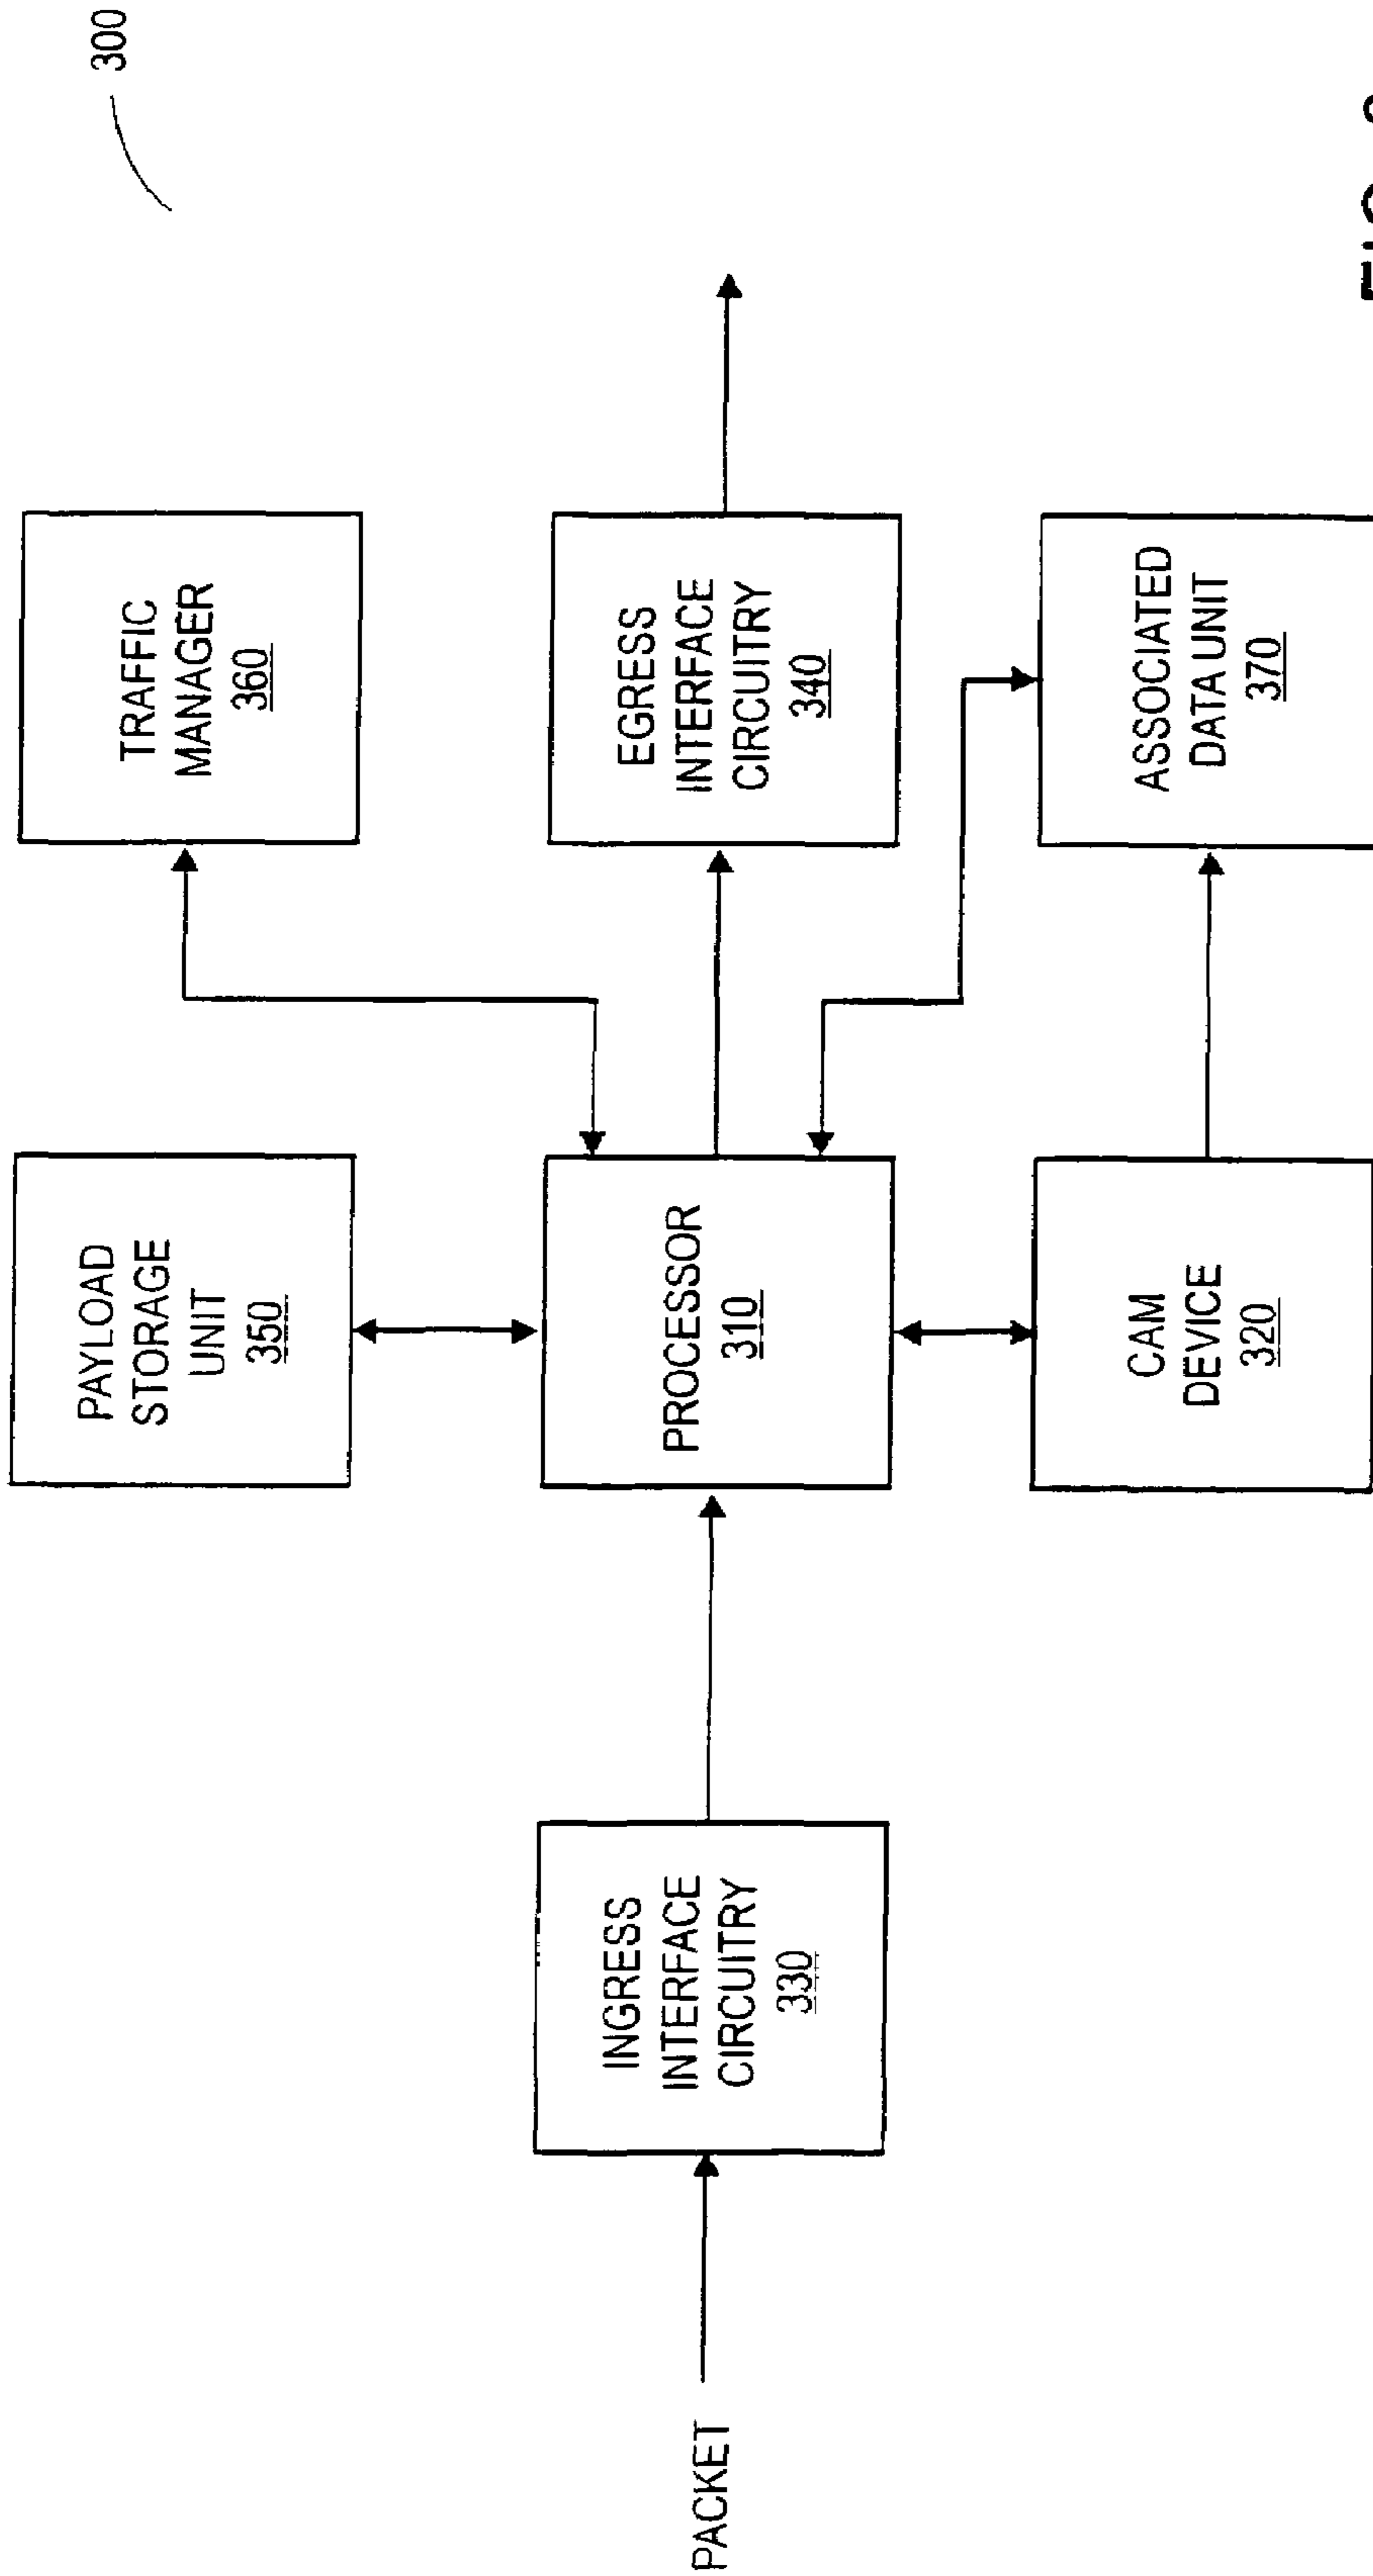 300
PAYLOAD
STORAGE
UNIT
350
TRAFFIC
MANAGER
360
PACKET
INGRESS
INTERFACE
CIRCUITRY
330
PROCESSOR
310
EGRESS
INTERFACE
CIRCUITRY
340
CAM
DEVICE
320
ASSOCIATED
DATA UNIT
370